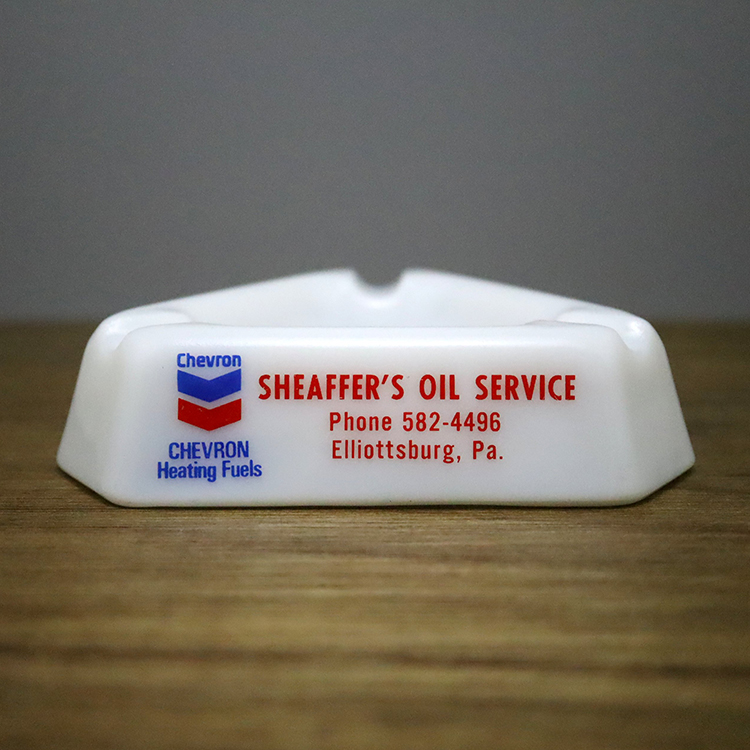 Chevron
CHEVRON
Heating Fuels
SHEAFFER'S OIL SERVICE
Phone 582-4496
Elliottsburg, Pa.